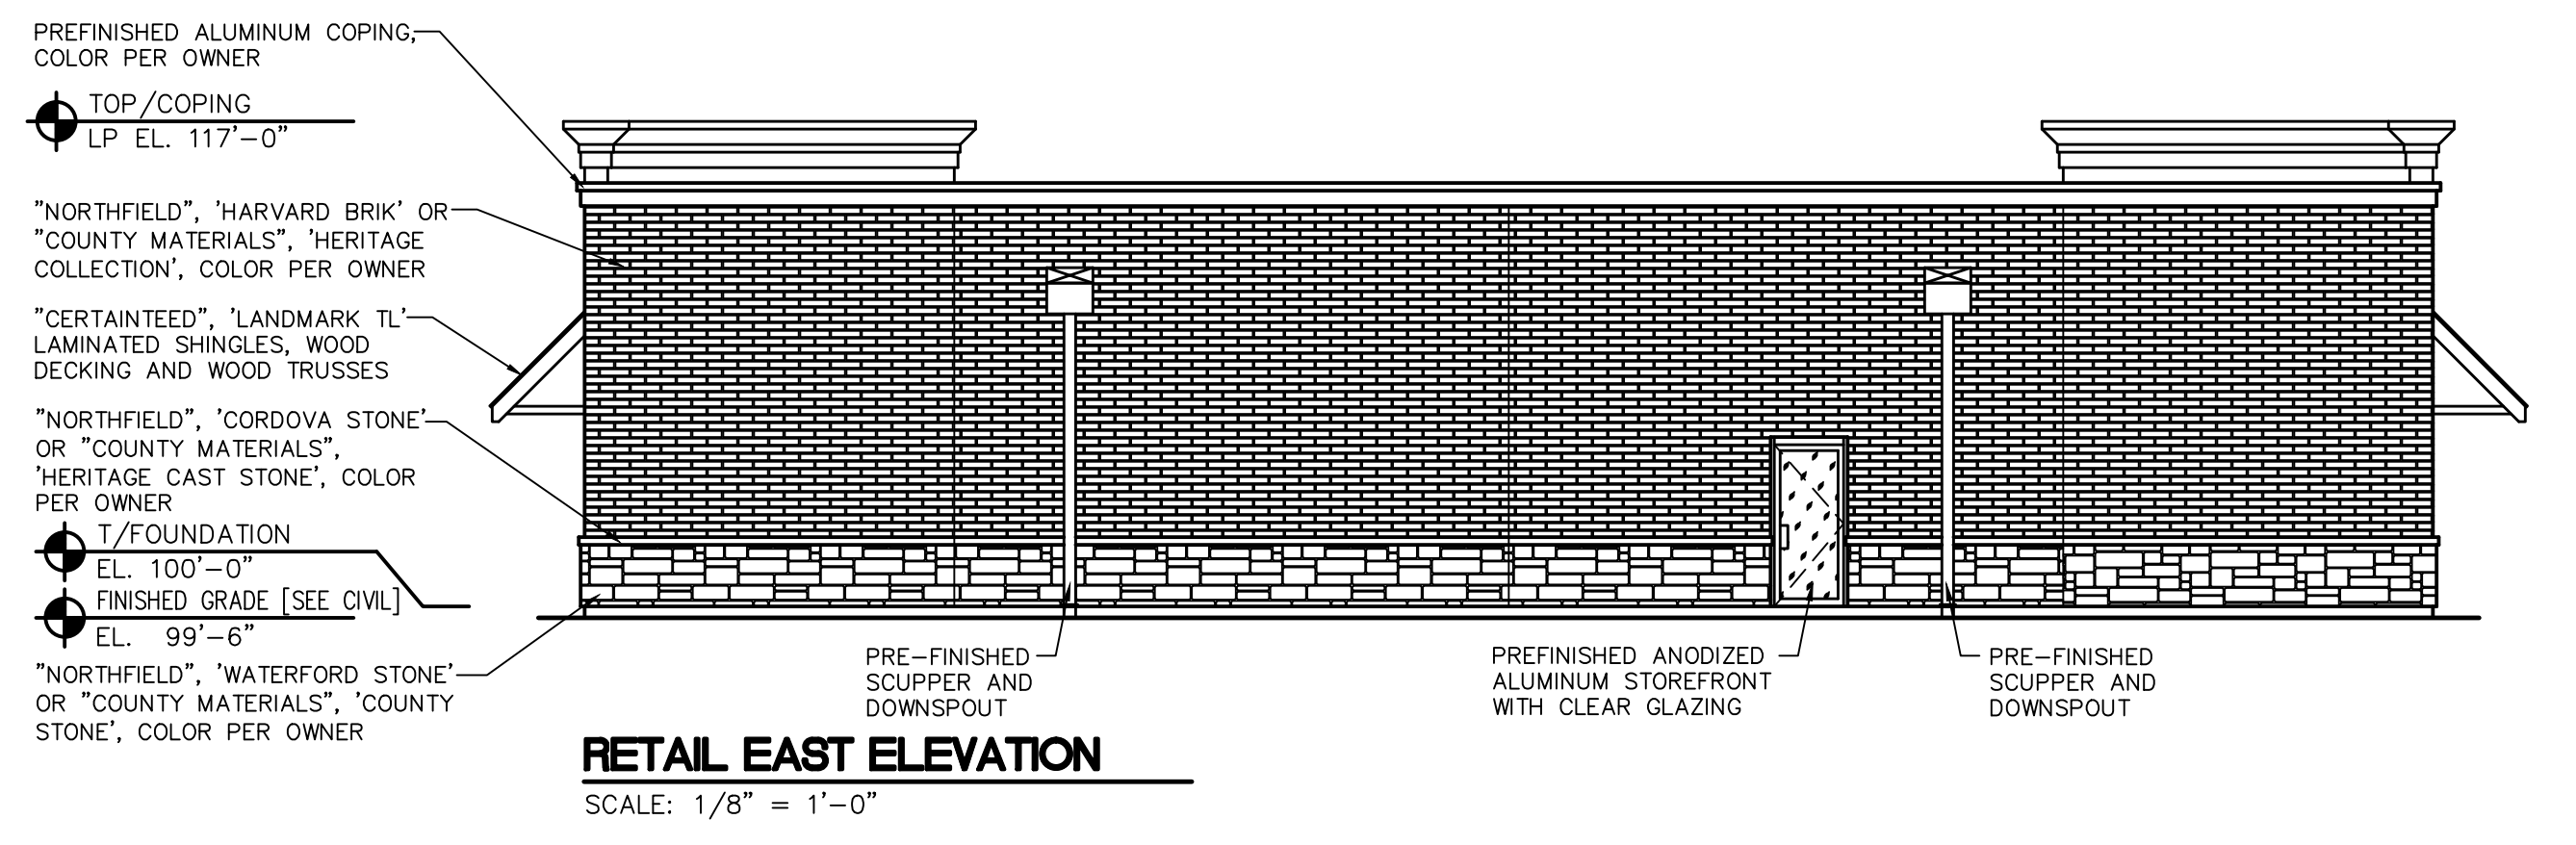 PREFINISHED ALUMINUM COPING,
COLOR PER OWNER
TOP/COPING
LP EL. 117'-0"
"NORTHFIELD", 'HARVARD BRIK' OR
"COUNTY MATERIALS", 'HERITAGE
COLLECTION', COLOR PER OWNER
"CERTAINTEED", 'LANDMARK TL'
LAMINATED SHINGLES, WOOD
DECKING AND WOOD TRUSSES
"NORTHFIELD", 'CORDOVA STONE'
OR "COUNTY MATERIALS",
'HERITAGE CAST STONE', COLOR
PER OWNER
T/FOUNDATION
EL. 100'-0"
FINISHED GRADE [SEE CIVIL]
EL. 99'-6"
"NORTHFIELD", 'WATERFORD STONE'
OR "COUNTY MATERIALS", 'COUNTY
STONE', COLOR PER OWNER
PRE-FINISHED
SCUPPER AND
DOWNSPOUT
PREFINISHED ANODIZED
ALUMINUM STOREFRONT
WITH CLEAR GLAZING
PRE-FINISHED
SCUPPER AND
DOWNSPOUT
RETAIL EAST ELEVATION
SCALE: 1/8" = 1'-0"